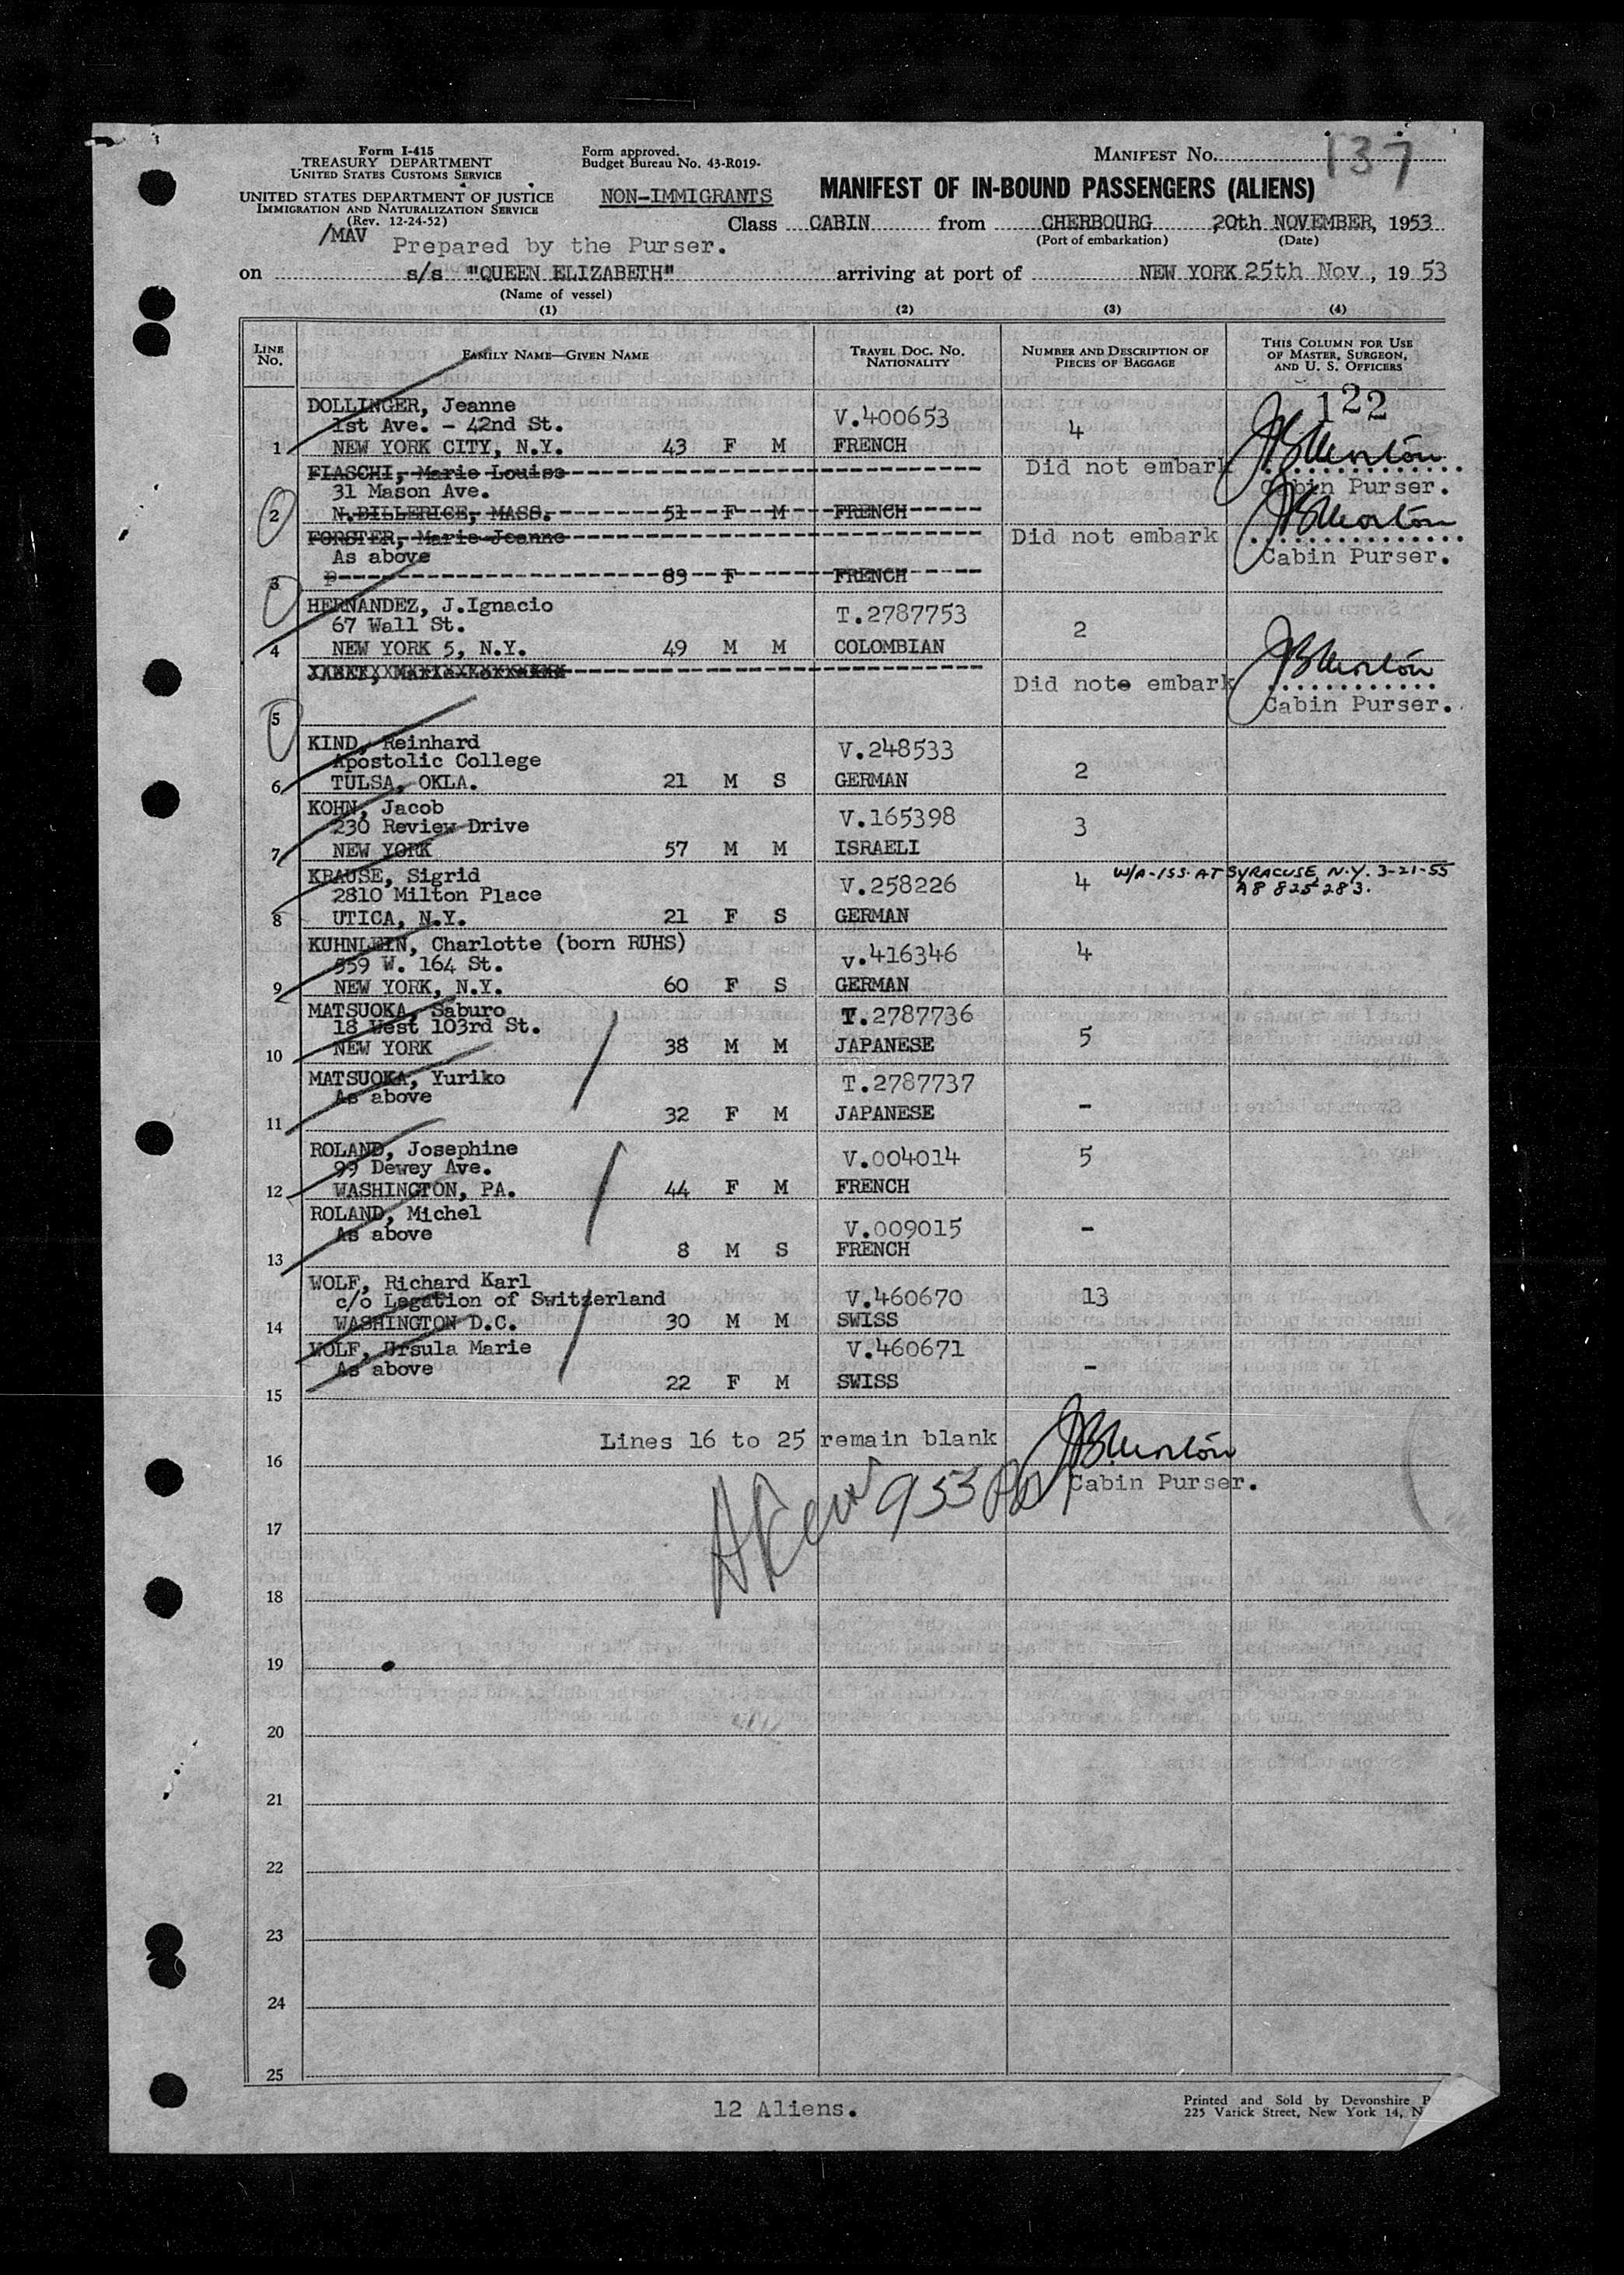 Form I-415
TREASURY DEPARTMENT
UNITED STATES CUSTOMS SERVICE
UNITED STATES DEPARTMENT OF JUSTICE
IMMIGRATION AND NATURALIZATION SERVICE
(Rev. 12-24-52)
/MAV
Form approved.
Budget Bureau No. 43-R019-
NON-IMMIGRANTS
MANIFEST No. 137
MANIFEST OF IN-BOUND PASSENGERS (ALIENS)
Class CABIN from CHERBOURG 20th NOVEMBER, 1953
(Port of embarkation) (Date)
Prepared by the Purser.
on s/s "QUEEN ELIZABETH" arriving at port of NEW YORK 25th Nov, 19 53
(Name of vessel)
(1) (2) (3) (4)
LINE No. FAMILY NAME—GIVEN NAME TRAVEL DOC. NO. NATIONALITY NUMBER AND DESCRIPTION OF PIECES OF BAGGAGE THIS COLUMN FOR USE OF MASTER, SURGEON, AND U. S. OFFICERS
122
DOLLINGER, Jeanne V.400653
1st Ave. - 42nd St. 4
1 NEW YORK CITY, N.Y. 43 F M FRENCH
FIASCHI, Marie Louise Did not embark
31 Mason Ave. Cabin Purser.
2 N.DILLERICE, MASS. 51 F M FRENCH
FORSTER, Marie Jeanne Did not embark
As above Cabin Purser.
3 P 89 F FRENCH
HERNANDEZ, J.Ignacio T.2787753
67 Wall St. 2
4 NEW YORK 5, N.Y. 49 M M COLOMBIAN
Did note embark
Cabin Purser.
5
KIND, Reinhard V.248533
Apostolic College
6 TULSA, OKLA. 21 M S GERMAN 2
KOHN, Jacob V.165398
230 Review Drive 3
7 NEW YORK 57 M M ISRAELI
KRAUSE, Sigrid V.258226 4 W/A-ISS. AT SYRACUSE, N.Y. 3-21-55
2810 Milton Place A8 825 283.
8 UTICA, N.Y. 21 F S GERMAN
KUHNLEIN, Charlotte (born RUHS) V.416346 4
559 W. 164 St.
9 NEW YORK, N.Y. 60 F S GERMAN
MATSUOKA, Saburo T.2787736
18 West 103rd St. 5
10 NEW YORK 38 M M JAPANESE
MATSUOKA, Yuriko T.2787737
As above -
11 32 F M JAPANESE
ROLAND, Josephine V.004014 5
99 Dewey Ave.
12 WASHINGTON, PA. 44 F M FRENCH
ROLAND, Michel V.009015 -
As above
13 8 M S FRENCH
WOLF, Richard Karl V.460670 13
c/o Legation of Switzerland
14 WASHINGTON D.C. 30 M M SWISS
WOLF, Ursula Marie V.460671
As above -
15 22 F M SWISS
Lines 16 to 25 remain blank
16 Cabin Purser.
953
17
18
19
20
21
22
23
24
25
12 Aliens.
Printed and Sold by Devonshire
225 Varick Street, New York 14, N